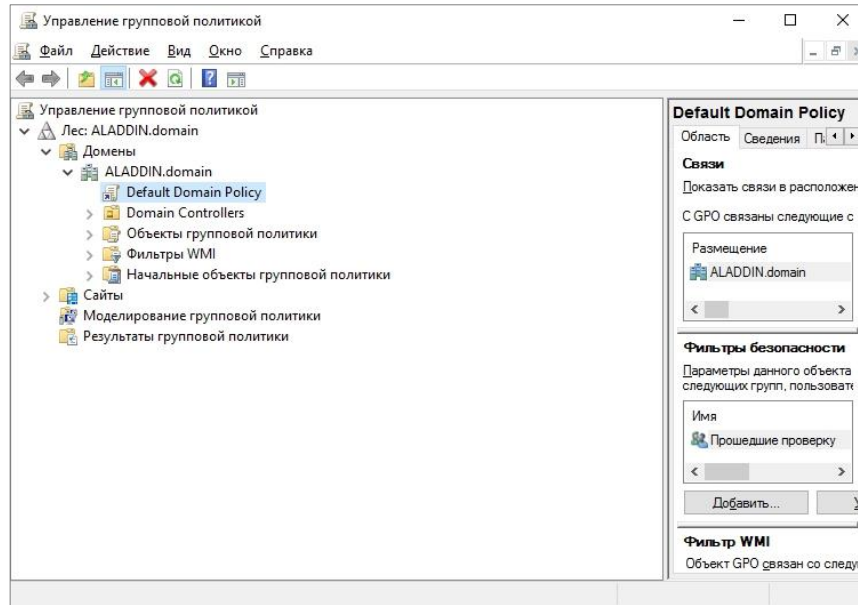 Управление групповой политикой
Файл Действие Вид Окно Справка
Управление групповой политикой
Лес: ALADDIN.domain
Домены
ALADDIN.domain
Default Domain Policy
Domain Controllers
Объекты групповой политики
Фильтры WMI
Начальные объекты групповой политики
Сайты
Моделирование групповой политики
Результаты групповой политики
Default Domain Policy
Область Сведения
Связи
Показать связи в
С GPO связаны следующие с
Размещение
ALADDIN.domain
Фильтры безопасности
Параметры данного объекта
следующих групп,
Имя
Прошедшие проверку
Добавить...
Фильтр WMI
Объект GPO связан со